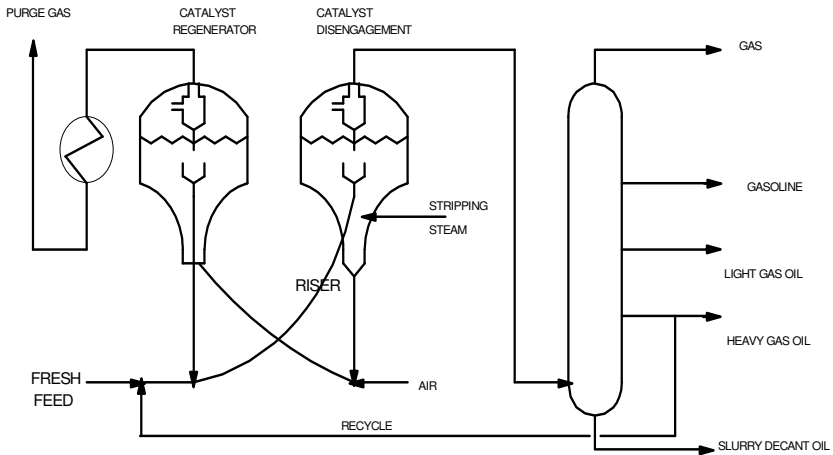 PURGE GAS
CATALYST
REGENERATOR
CATALYST
DISENGAGEMENT
GAS
GASOLINE
STRIPPING
STEAM
LIGHT GAS OIL
RISER
HEAVY GAS OIL
FRESH
FEED
AIR
RECYCLE
SLURRY DECANT OIL